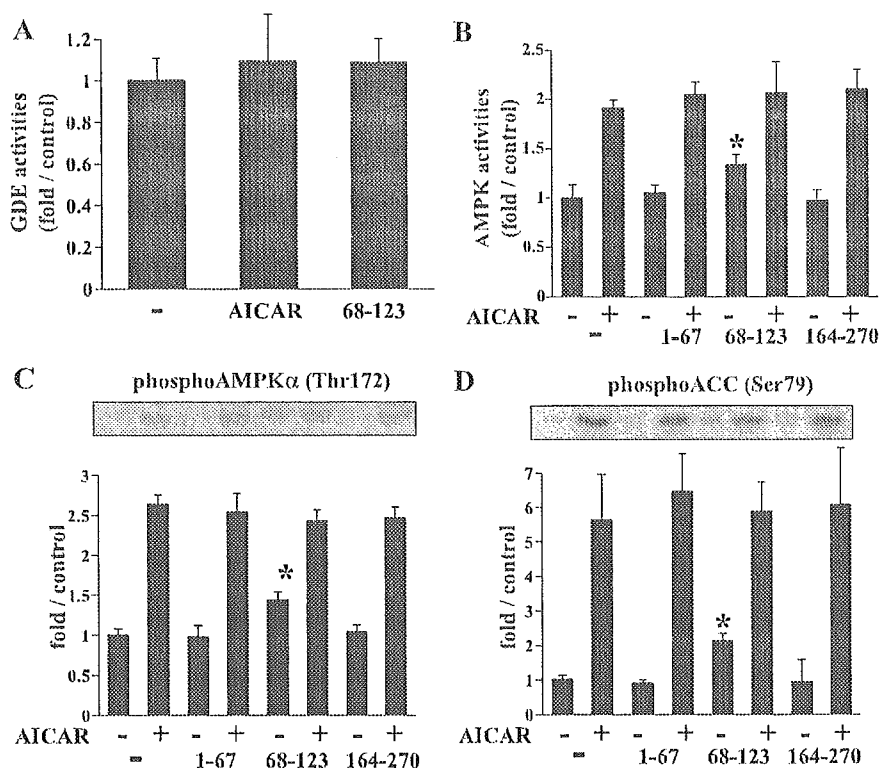 A
GDE activities
(fold / control)
1.2
1
0.8
0.6
0.4
0.2
0
- AICAR 68-123
B
AMPK activities
(fold / control)
2.5
2
1.5
1
0.5
0
*
AICAR - + - + - + - +
- 1-67 68-123 164-270
C
phosphoAMPKα (Thr172)
fold / control
3
2.5
2
1.5
1
0.5
0
*
AICAR - + - + - + - +
- 1-67 68-123 164-270
D
phosphoACC (Ser79)
fold / control
7
6
5
4
3
2
1
0
*
AICAR - + - + - + - +
- 1-67 68-123 164-270